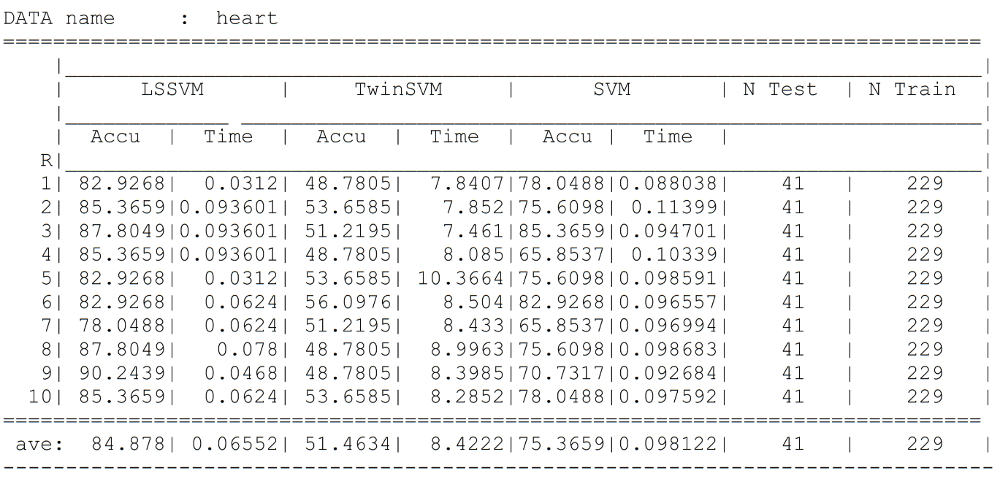 DATA name     :  heart
==============================================================================
    |_________________________________________________________________________|
    |      LSSVM      |     TwinSVM     |      SVM       | N Test  | N Train  |
    |_____________ ___________________________________________________________|
    |  Accu  |  Time  |  Accu  |  Time  |  Accu |  Time  |                    |
   R|_________________________________________________________________________|
   1| 82.9268|  0.0312| 48.7805|  7.8407|78.0488|0.088038|    41   |    229   |
   2| 85.3659|0.093601| 53.6585|   7.852|75.6098| 0.11399|    41   |    229   |
   3| 87.8049|0.093601| 51.2195|   7.461|85.3659|0.094701|    41   |    229   |
   4| 85.3659|0.093601| 48.7805|   8.085|65.8537| 0.10339|    41   |    229   |
   5| 82.9268|  0.0312| 53.6585| 10.3664|75.6098|0.098591|    41   |    229   |
   6| 82.9268|  0.0624| 56.0976|   8.504|82.9268|0.096557|    41   |    229   |
   7| 78.0488|  0.0624| 51.2195|   8.433|65.8537|0.096994|    41   |    229   |
   8| 87.8049|   0.078| 48.7805|  8.9963|75.6098|0.098683|    41   |    229   |
   9| 90.2439|  0.0468| 48.7805|  8.3985|70.7317|0.092684|    41   |    229   |
  10| 85.3659|  0.0624| 53.6585|  8.2852|78.0488|0.097592|    41   |    229   |
==============================================================================
 ave:  84.878| 0.06552| 51.4634|  8.4222|75.3659|0.098122|    41   |    229   |
-------------------------------------------------------------------------------